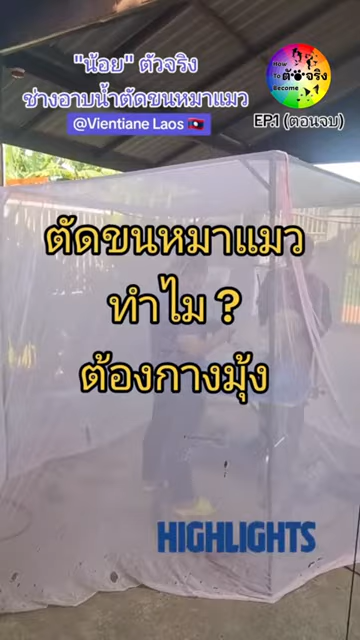 "น้อย" ตัวจริง
ช่างอาบน้ำตัดขนหมาแมว
@Vientiane Laos 🇱🇦
How
To
ตัวจริง
Become
EP.1 (ตอนจบ)
ตัดขนหมาแมว
ทำไม ?
ต้องกางมุ้ง
HIGHLIGHTS